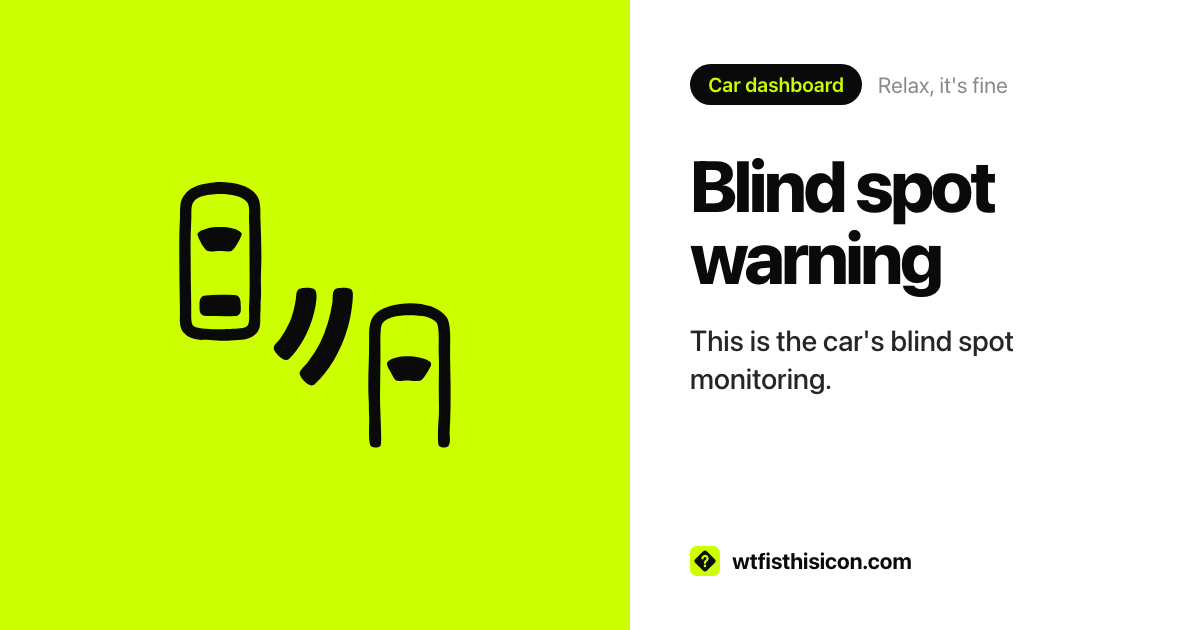 Car dashboard Relax, it's fine
Blind spot
warning
This is the car's blind spot
monitoring.
? wtfisthisicon.com